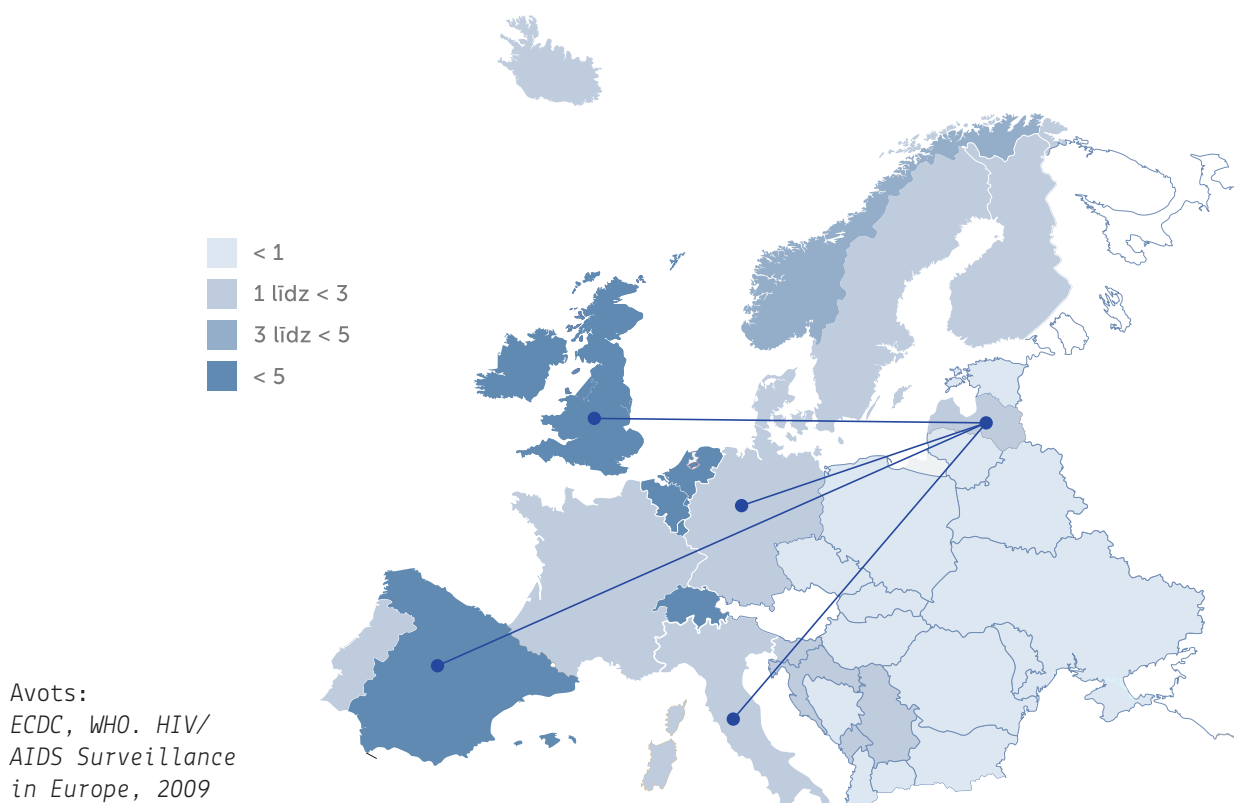 < 1
1 līdz < 3
3 līdz < 5
< 5
Avots:
ECDC, WHO. HIV/
AIDS Surveillance
in Europe, 2009